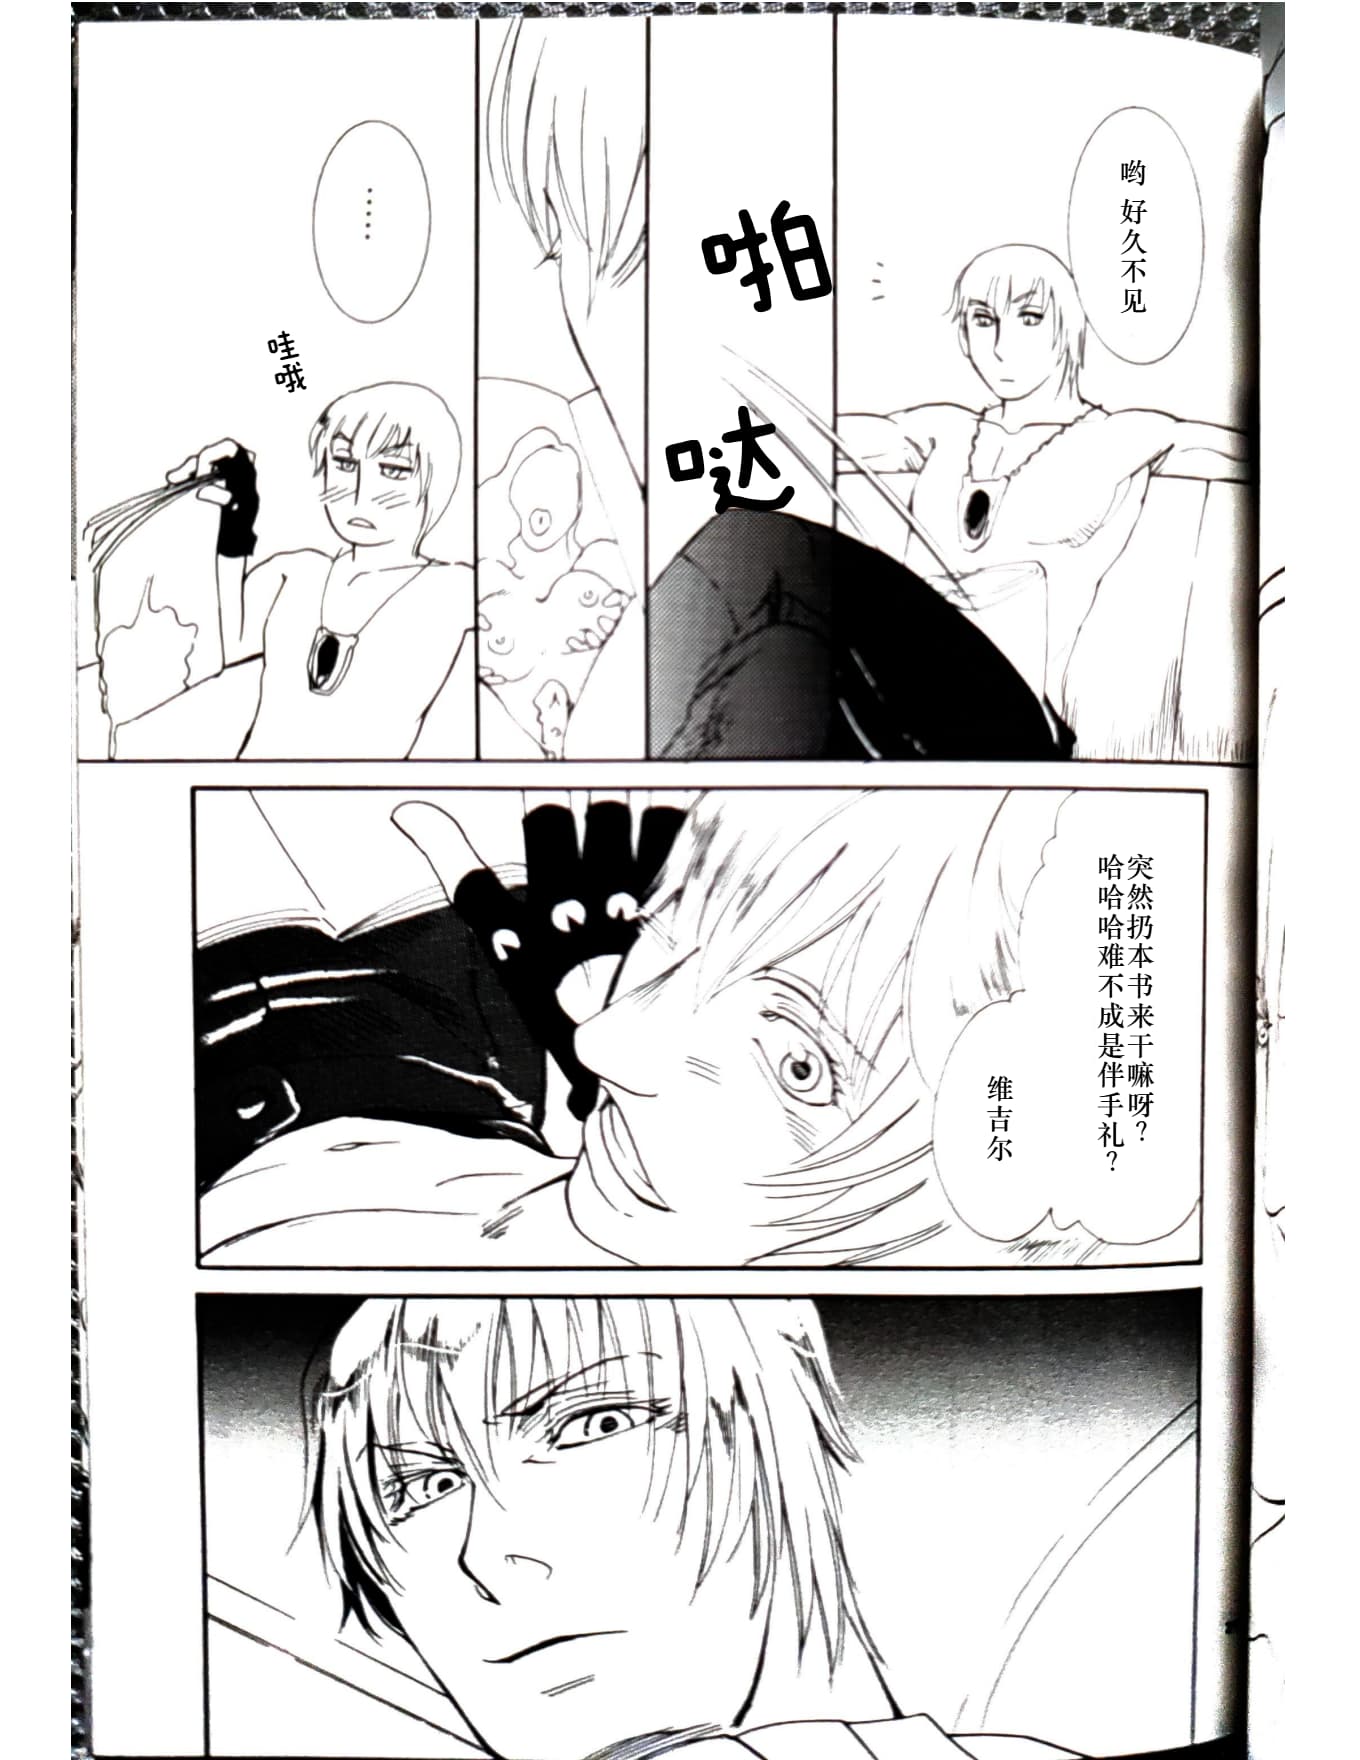 哟 好久不见
啪
哒
……
哇
哦
突然扔本书来干嘛呀？
哈哈哈难不成是伴手礼？
维吉尔